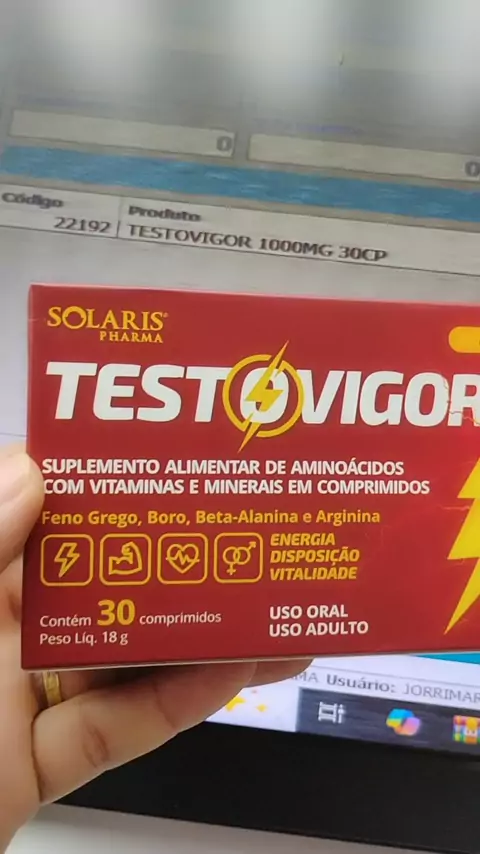 0
0
Código
Produto
22192
TESTOVIGOR 1000MG 30CP
SOLARIS
PHARMA
TESTOVIGOR
SUPLEMENTO ALIMENTAR DE AMINOÁCIDOS
COM VITAMINAS E MINERAIS EM COMPRIMIDOS
Feno Grego, Boro, Beta-Alanina e Arginina
ENERGIA
DISPOSIÇÃO
VITALIDADE
Contém 30 comprimidos
Peso Líq. 18 g
USO ORAL
USO ADULTO
MA Usuário: JORRIMAR